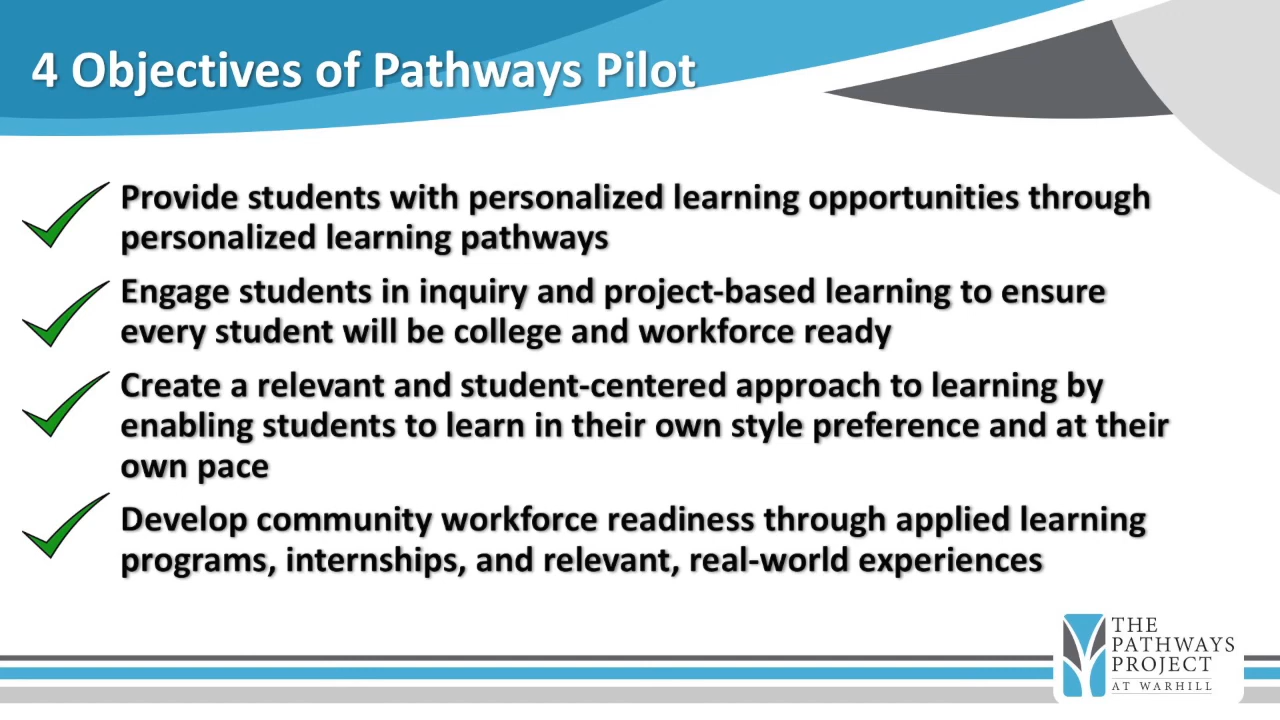 4 Objectives of Pathways Pilot
Provide students with personalized learning opportunities through
personalized learning pathways
Engage students in inquiry and project-based learning to ensure
every student will be college and workforce ready
Create a relevant and student-centered approach to learning by
enabling students to learn in their own style preference and at their
own pace
Develop community workforce readiness through applied learning
programs, internships, and relevant, real-world experiences
THE
PATHWAYS
PROJECT
AT WARHILL